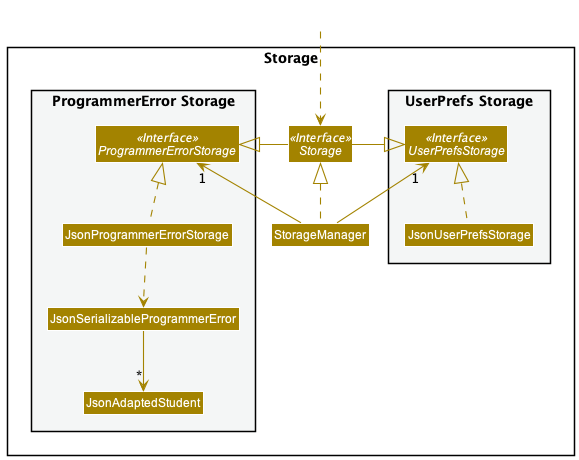 Storage
ProgrammerError Storage
UserPrefs Storage
«Interface»
ProgrammerErrorStorage
«Interface»
Storage
«Interface»
UserPrefsStorage
1
1
JsonProgrammerErrorStorage
StorageManager
JsonUserPrefsStorage
JsonSerializableProgrammerError
*
JsonAdaptedStudent